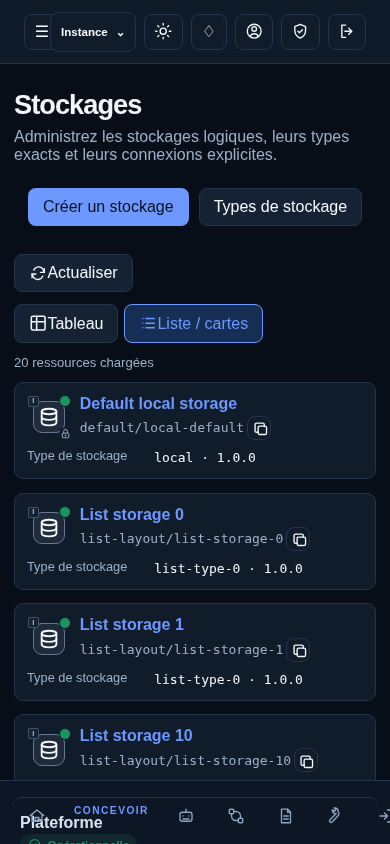 Instance
Stockages
Administrez les stockages logiques, leurs types
exacts et leurs connexions explicites.
Créer un stockage
Types de stockage
Actualiser
Tableau
Liste / cartes
20 ressources chargées
I
Default local storage
default/local-default
Type de stockage
local · 1.0.0
I
List storage 0
list-layout/list-storage-0
Type de stockage
list-type-0 · 1.0.0
I
List storage 1
list-layout/list-storage-1
Type de stockage
list-type-0 · 1.0.0
I
List storage 10
list-layout/list-storage-10
CONCEVOIR
Plateforme
Opérationnelle